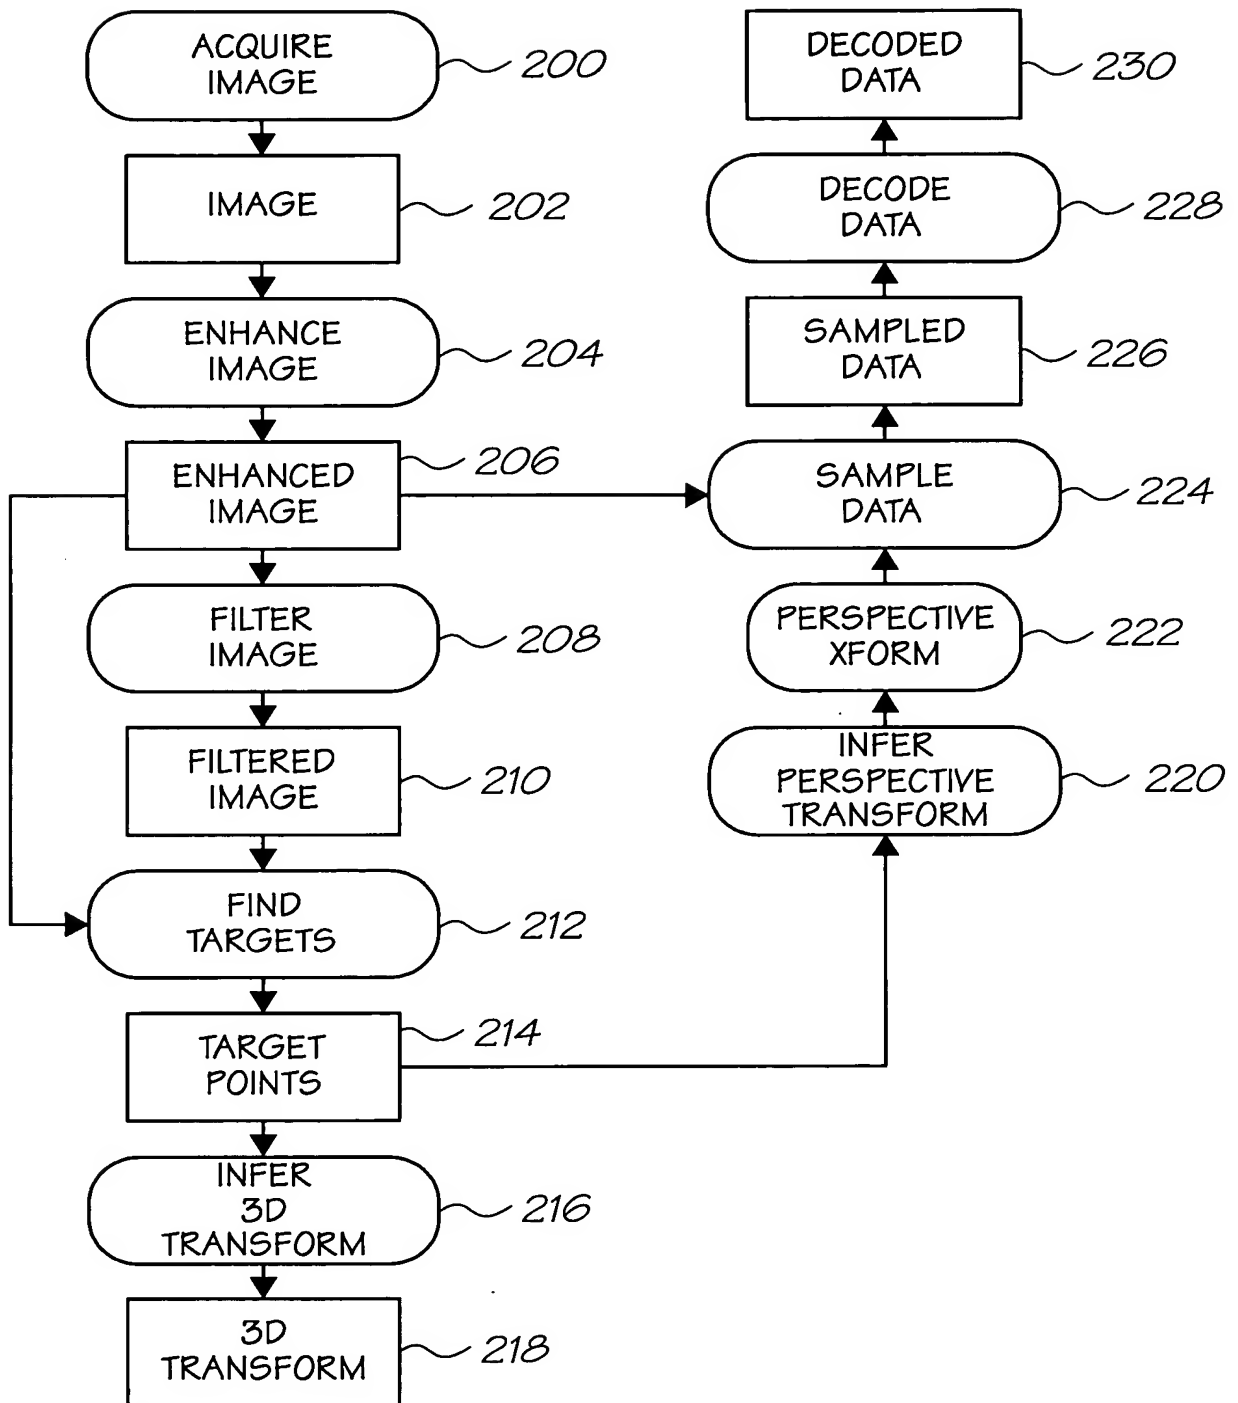 ACQUIRE
IMAGE
200
IMAGE
202
ENHANCE
IMAGE
204
ENHANCED
IMAGE
206
FILTER
IMAGE
208
FILTERED
IMAGE
210
FIND
TARGETS
212
TARGET
POINTS
214
INFER
3D
TRANSFORM
216
3D
TRANSFORM
218
DECODED
DATA
230
DECODE
DATA
228
SAMPLED
DATA
226
SAMPLE
DATA
224
PERSPECTIVE
XFORM
222
INFER
PERSPECTIVE
TRANSFORM
220